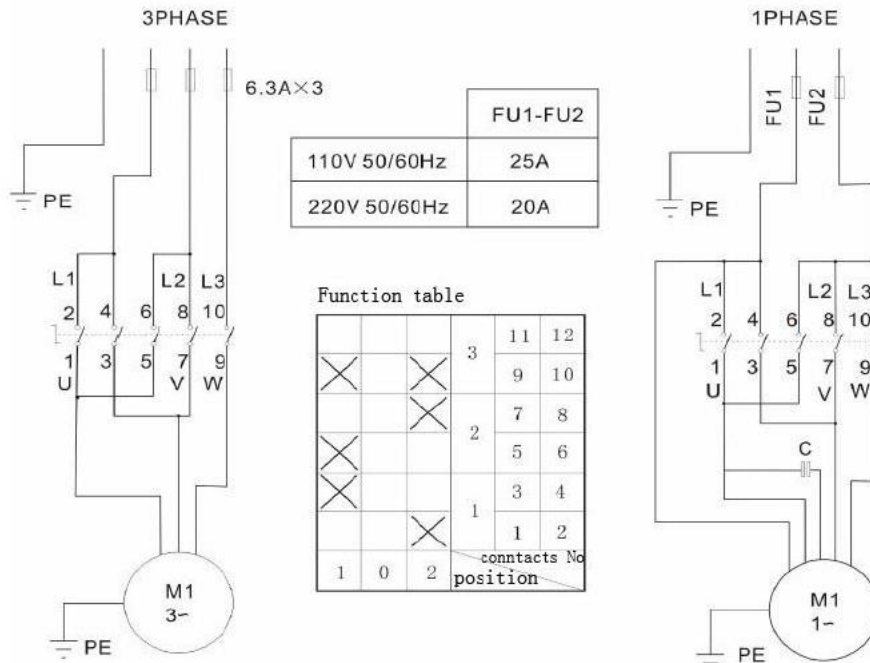 3PHASE
6.3A×3
PE
L1 L2 L3
2 4 6 8 10
1 3 5 7 9
U V W
M1
3~
PE
FU1-FU2
110V 50/60Hz 25A
220V 50/60Hz 20A
Function table
3 11 12
9 10
2 7 8
5 6
1 3 4
1 2
conntacts No
1 0 2 position
1PHASE
FU1 FU2
PE
L1 L2 L3
2 4 6 8 10
1 3 5 7 9
U V W
C
M1
1~
PE